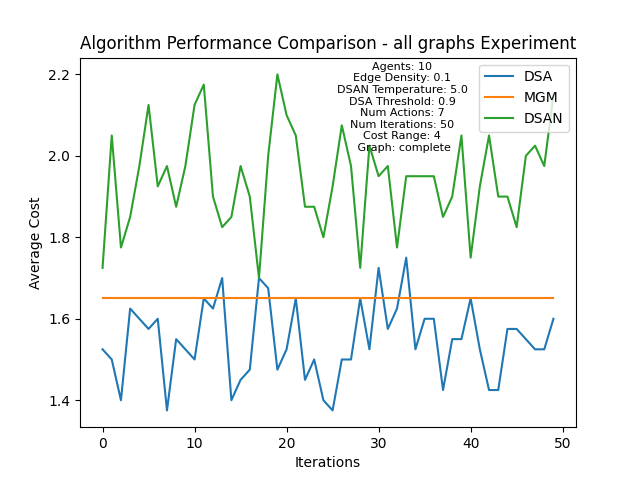 Algorithm Performance Comparison - all graphs Experiment
Agents: 10
Edge Density: 0.1
DSAN Temperature: 5.0
DSA Threshold: 0.9
Num Actions: 7
Num Iterations: 50
Cost Range: 4
Graph: complete
DSA
MGM
DSAN
Average Cost
2.2
2.0
1.8
1.6
1.4
0
10
20
30
40
50
Iterations